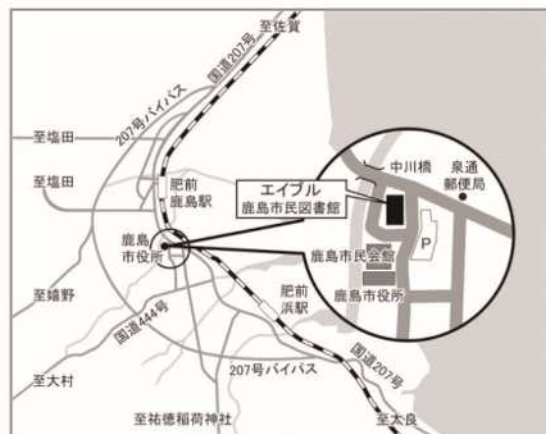 至佐賀
国道207号
207号バイパス
至塩田
至塩田
肥前
鹿島駅
中川橋
泉通
郵便局
エイブル
鹿島市民図書館
鹿島
市役所
P
鹿島市民会館
鹿島市役所
至嬉野
国道444号
肥前
浜駅
至大村
207号バイパス
国道207号
至祐徳稲荷神社
至太良